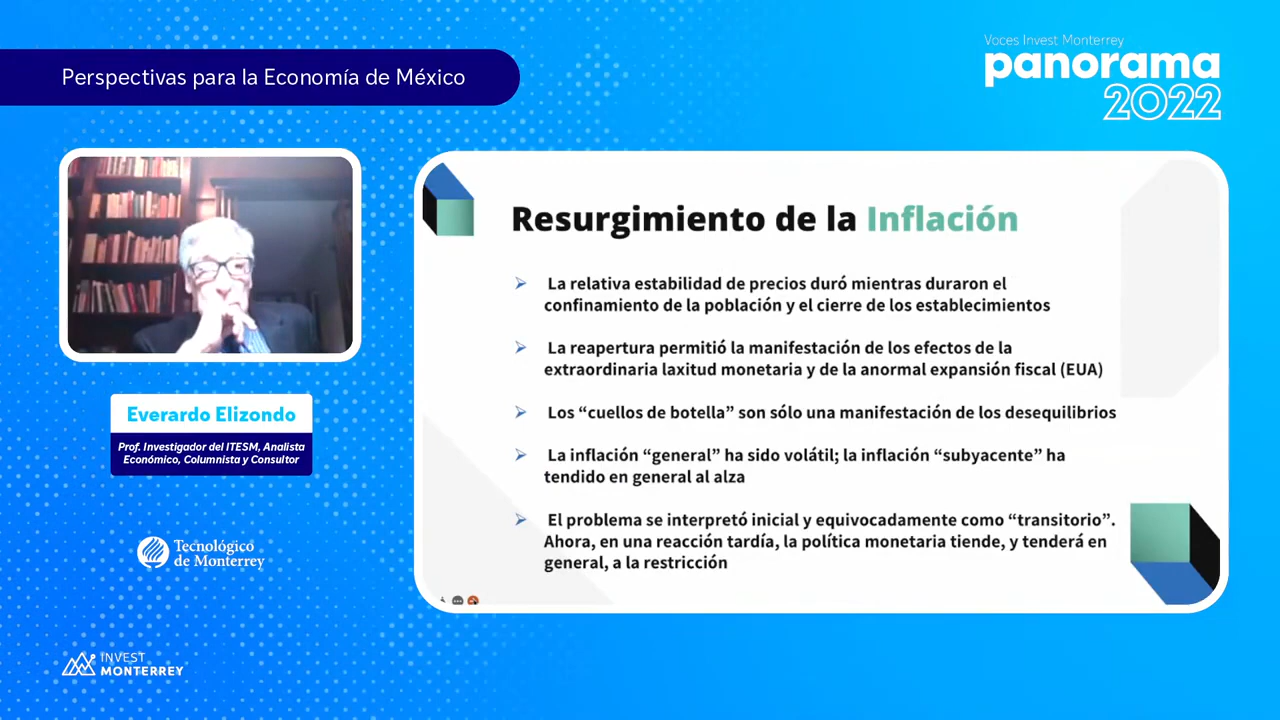 Perspectivas para la Economía de México
Voces Invest Monterrey
panorama
2022
Everardo Elizondo
Prof. Investigador del ITESM, Analista
Económico, Columnista y Consultor
Tecnológico
de Monterrey
INVEST
MONTERREY
Resurgimiento de la Inflación
La relativa estabilidad de precios duró mientras duraron el
confinamiento de la población y el cierre de los establecimientos
La reapertura permitió la manifestación de los efectos de la
extraordinaria laxitud monetaria y de la anormal expansión fiscal (EUA)
Los “cuellos de botella” son sólo una manifestación de los desequilibrios
La inflación “general” ha sido volátil; la inflación “subyacente” ha
tendido en general al alza
El problema se interpretó inicial y equivocadamente como “transitorio”.
Ahora, en una reacción tardía, la política monetaria tiende, y tenderá en
general, a la restricción